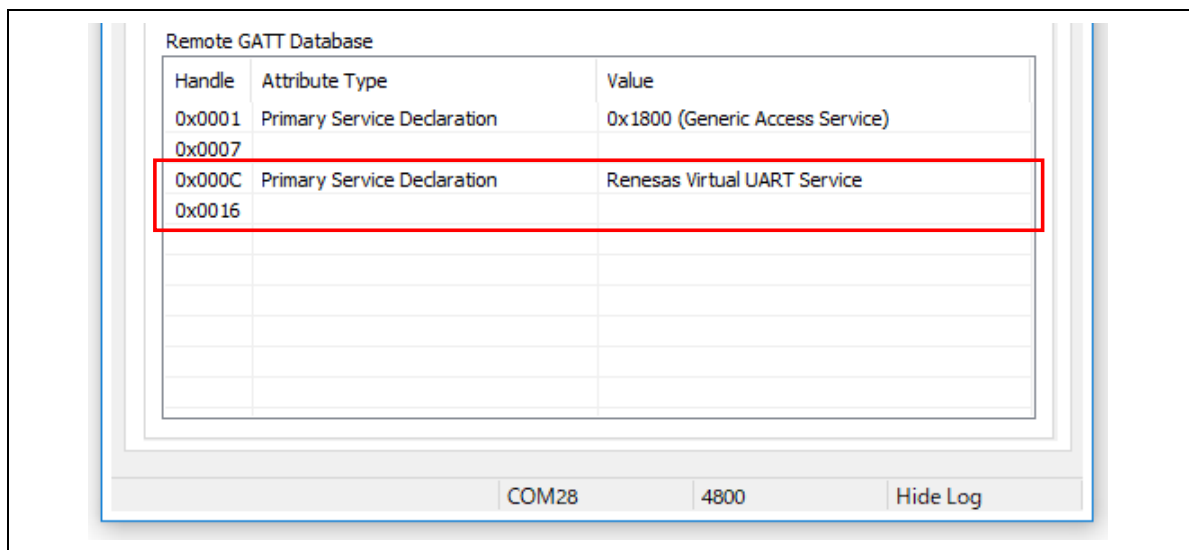 Remote GATT Database
Handle Attribute Type Value
0x0001 Primary Service Declaration 0x1800 (Generic Access Service)
0x0007
0x000C Primary Service Declaration Renesas Virtual UART Service
0x0016
COM28 4800 Hide Log